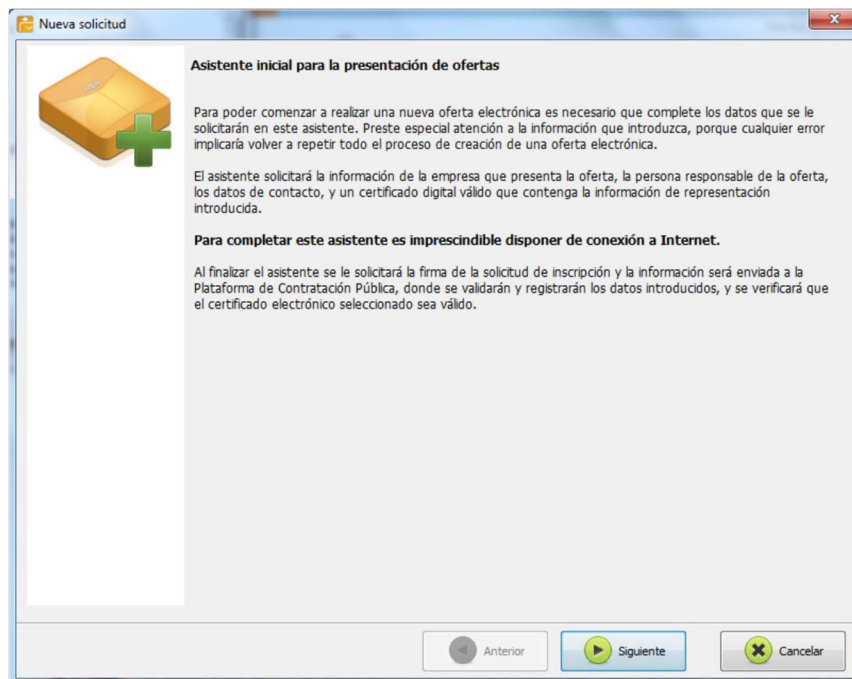 Nueva solicitud
Asistente inicial para la presentación de ofertas
Para poder comenzar a realizar una nueva oferta electrónica es necesario que complete los datos que se le
solicitarán en este asistente. Preste especial atención a la información que introduzca, porque cualquier error
implicaría volver a repetir todo el proceso de creación de una oferta electrónica.
El asistente solicitará la información de la empresa que presenta la oferta, la persona responsable de la oferta,
los datos de contacto, y un certificado digital válido que contenga la información de representación
introducida.
Para completar este asistente es imprescindible disponer de conexión a Internet.
Al finalizar el asistente se le solicitará la firma de la solicitud de inscripción y la información será enviada a la
Plataforma de Contratación Pública, donde se validarán y registrarán los datos introducidos, y se verificará que
el certificado electrónico seleccionado sea válido.
Anterior
Siguiente
Cancelar